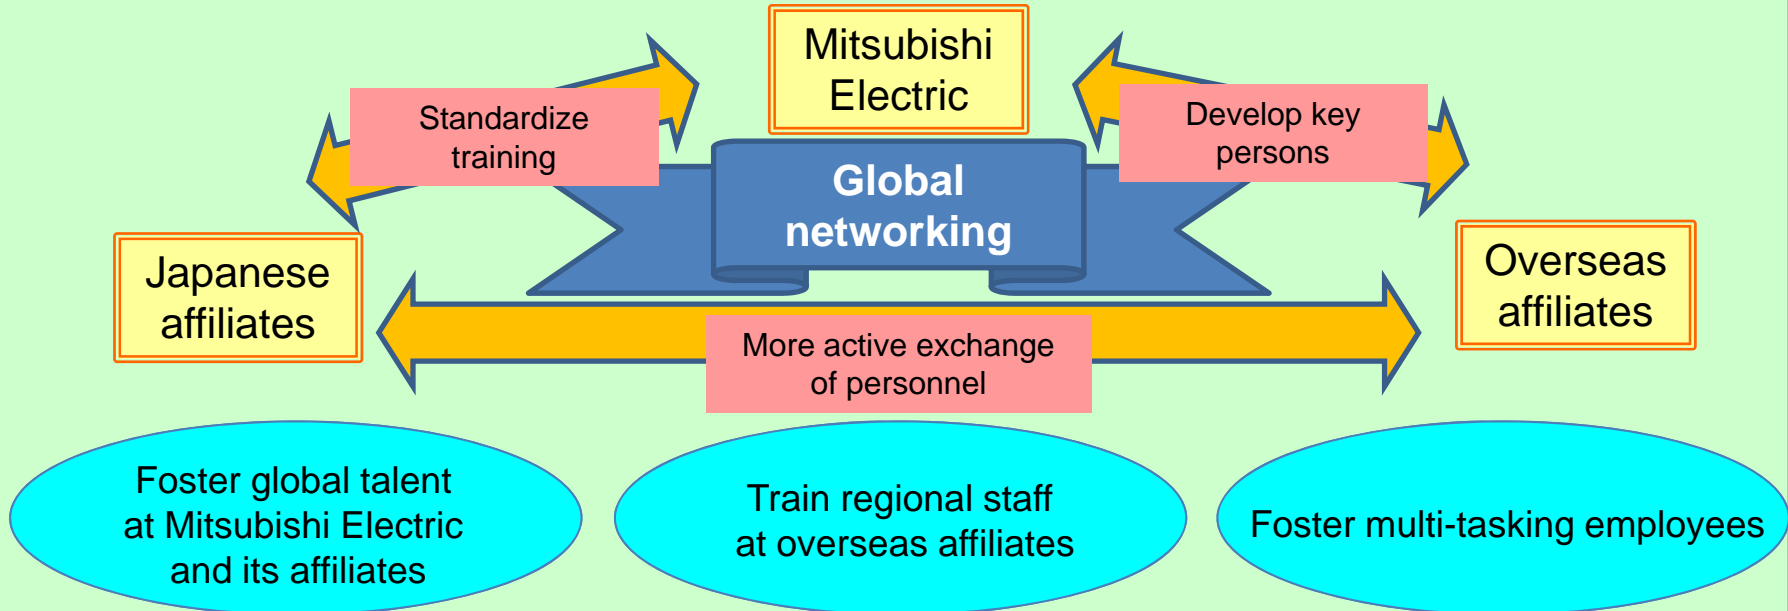 Mitsubishi
Electric
Standardize
training
Develop key
persons
Global
networking
Japanese
affiliates
Overseas
affiliates
More active exchange
of personnel
Foster global talent
at Mitsubishi Electric
and its affiliates
Train regional staff
at overseas affiliates
Foster multi-tasking employees